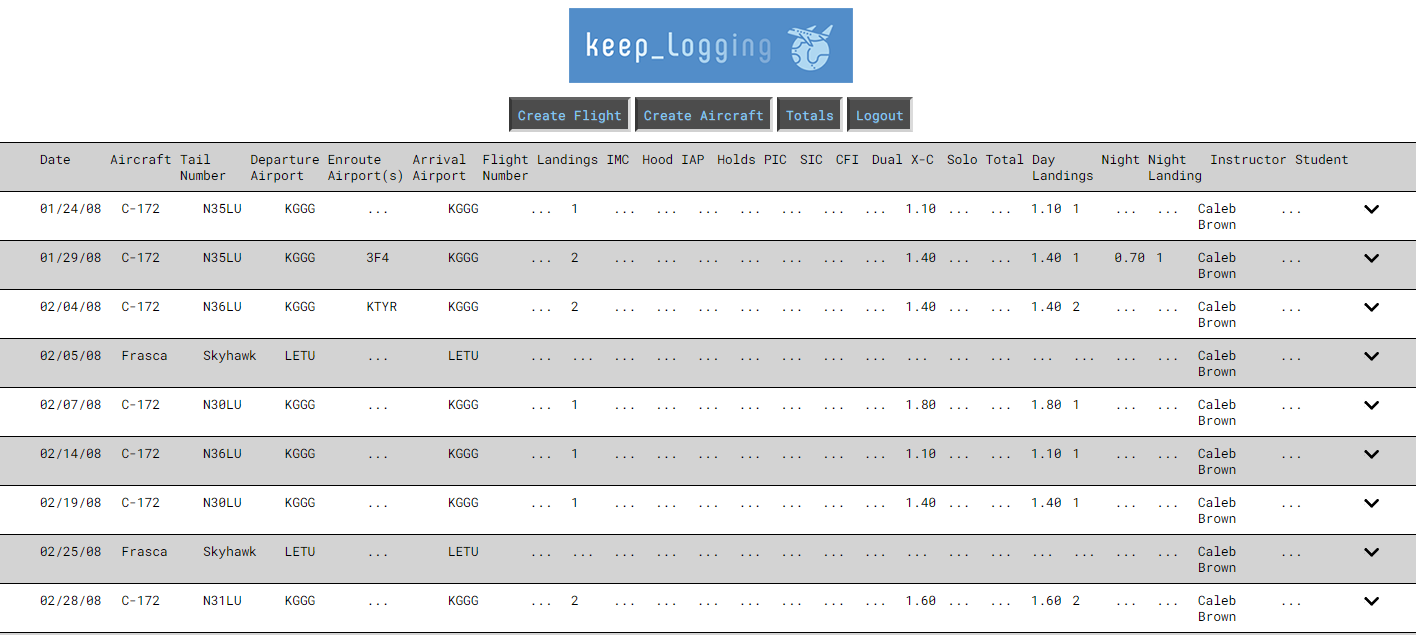 keep_logging
Create Flight Create Aircraft Totals Logout
Date Aircraft Tail Number Departure Airport Enroute Airport(s) Arrival Airport Flight Number Landings IMC Hood IAP Holds PIC SIC CFI Dual X-C Solo Total Day Landings Night Night Landing Instructor Student
01/24/08 C-172 N35LU KGGG ... KGGG ... 1 ... ... ... ... ... ... ... 1.10 ... ... 1.10 1 ... ... Caleb Brown ...
01/29/08 C-172 N35LU KGGG 3F4 KGGG ... 2 ... ... ... ... ... ... ... 1.40 ... ... 1.40 1 0.70 1 Caleb Brown ...
02/04/08 C-172 N36LU KGGG KTYR KGGG ... 2 ... ... ... ... ... ... ... 1.40 ... ... 1.40 2 ... ... Caleb Brown ...
02/05/08 Frasca Skyhawk LETU ... LETU ... ... ... ... ... ... ... ... ... ... ... ... ... ... ... ... Caleb Brown ...
02/07/08 C-172 N30LU KGGG ... KGGG ... 1 ... ... ... ... ... ... ... 1.80 ... ... 1.80 1 ... ... Caleb Brown ...
02/14/08 C-172 N36LU KGGG ... KGGG ... 1 ... ... ... ... ... ... ... 1.10 ... ... 1.10 1 ... ... Caleb Brown ...
02/19/08 C-172 N30LU KGGG ... KGGG ... 1 ... ... ... ... ... ... ... 1.40 ... ... 1.40 1 ... ... Caleb Brown ...
02/25/08 Frasca Skyhawk LETU ... LETU ... ... ... ... ... ... ... ... ... ... ... ... ... ... ... ... Caleb Brown ...
02/28/08 C-172 N31LU KGGG ... KGGG ... 2 ... ... ... ... ... ... ... 1.60 ... ... 1.60 2 ... ... Caleb Brown ...